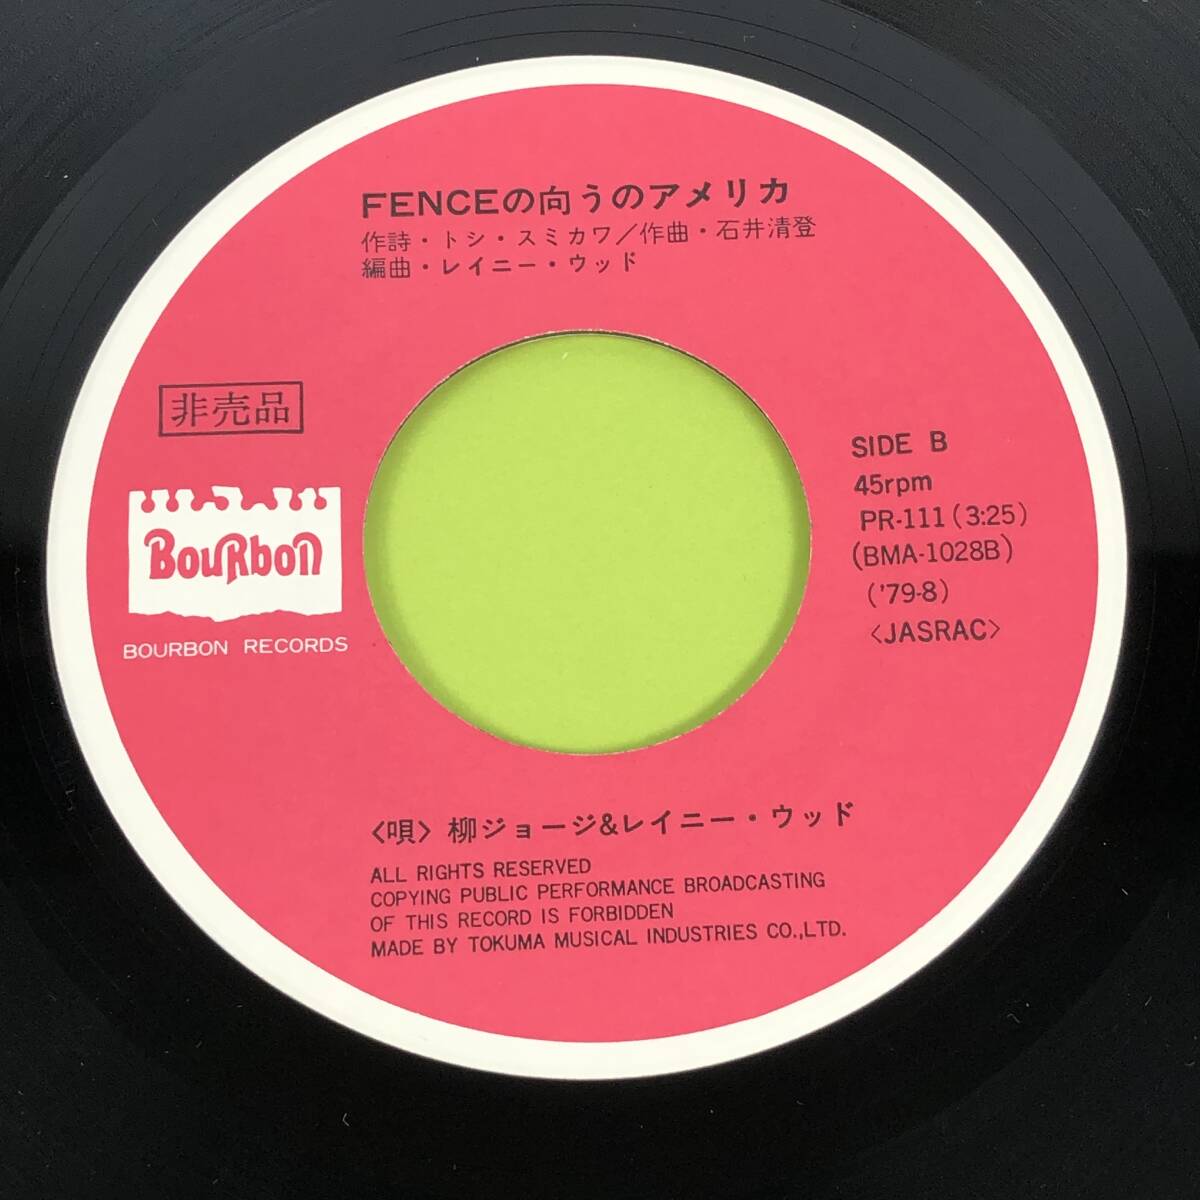 FENCEの向うのアメリカ
作詩・トシ・スミカワ/作曲・石井清登
編曲・レイニー・ウッド
非売品
Bourbon
BOURBON RECORDS
SIDE B
45rpm
PR-111 (3:25)
(BMA-1028B)
('79-8)
<JASRAC>
〈唄〉柳ジョージ&レイニー・ウッド
ALL RIGHTS RESERVED
COPYING PUBLIC PERFORMANCE BROADCASTING
OF THIS RECORD IS FORBIDDEN
MADE BY TOKUMA MUSICAL INDUSTRIES CO.,LTD.